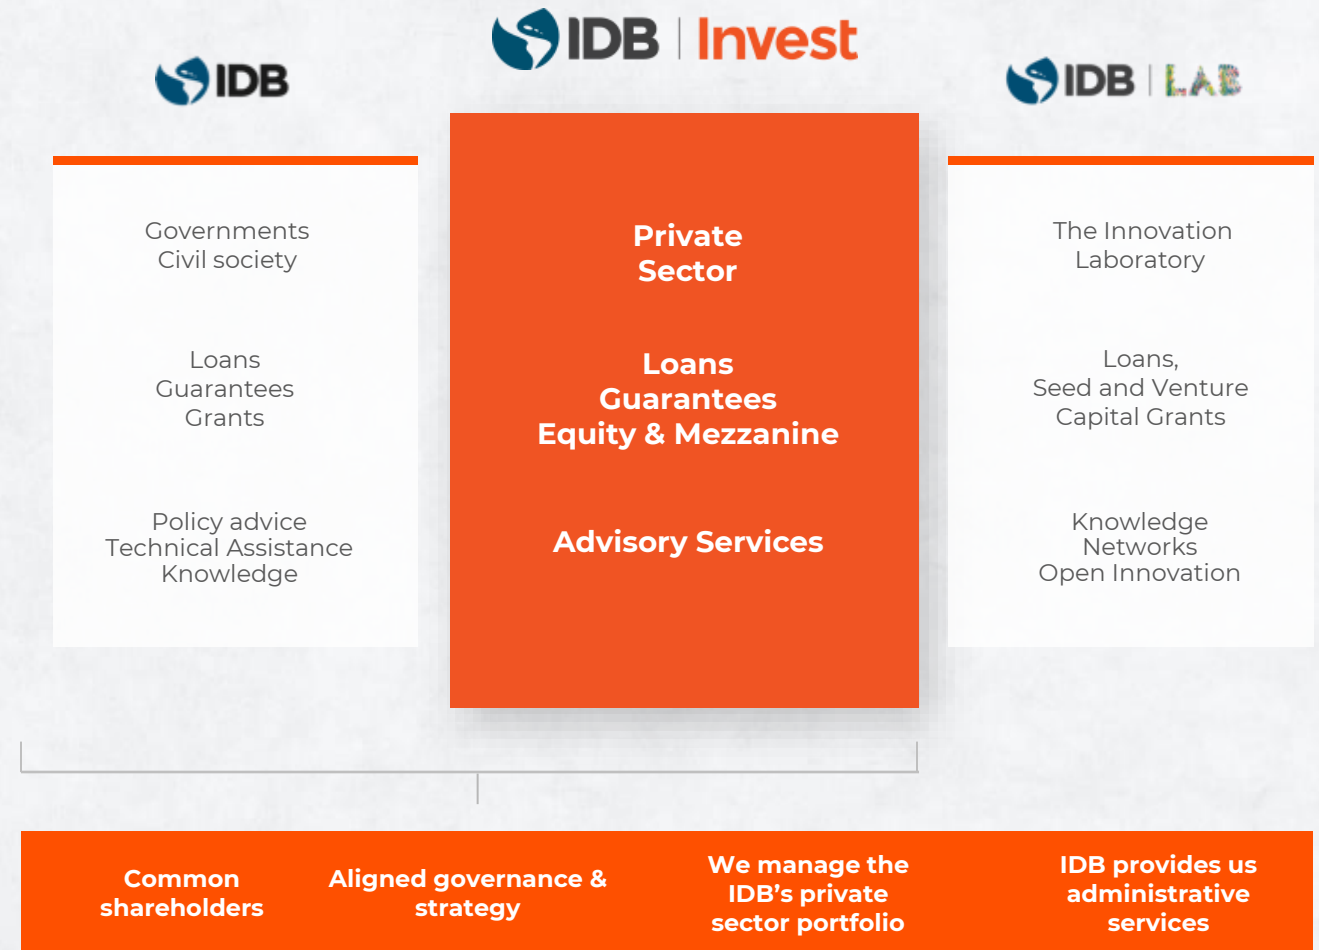 IDB
IDB | Invest
IDB | LAB
Governments
Civil society
Loans
Guarantees
Grants
Policy advice
Technical Assistance
Knowledge
Private
Sector
Loans
Guarantees
Equity & Mezzanine
Advisory Services
The Innovation
Laboratory
Loans,
Seed and Venture
Capital Grants
Knowledge
Networks
Open Innovation
Common
shareholders
Aligned governance &
strategy
We manage the
IDB’s private
sector portfolio
IDB provides us
administrative
services